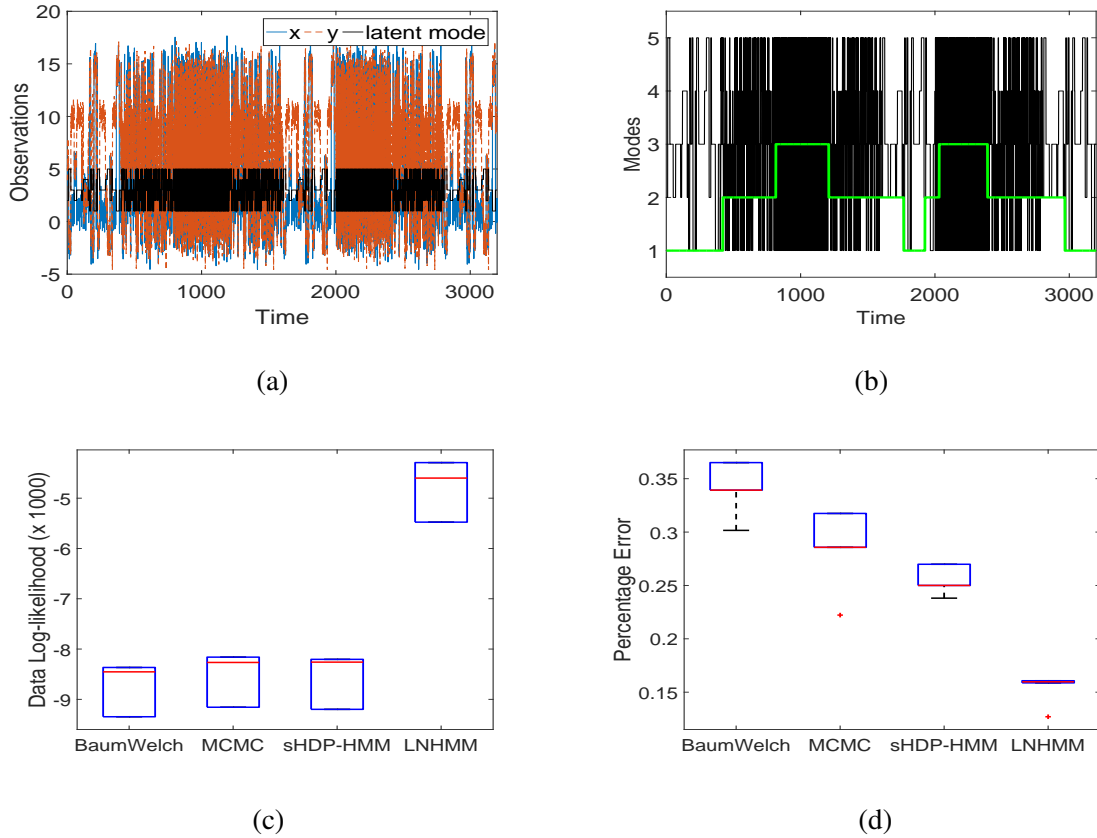 20
15
10
5
0
-5
Observations
x y latent mode
0 1000 2000 3000
Time
(a)
5
4
3
2
1
Modes
0 1000 2000 3000
Time
(b)
-5
-6
-7
-8
-9
Data Log-likelihood (x 1000)
BaumWelch MCMC sHDP-HMM LNHMM
(c)
0.35
0.3
0.25
0.2
0.15
Percentage Error
BaumWelch MCMC sHDP-HMM LNHMM
(d)